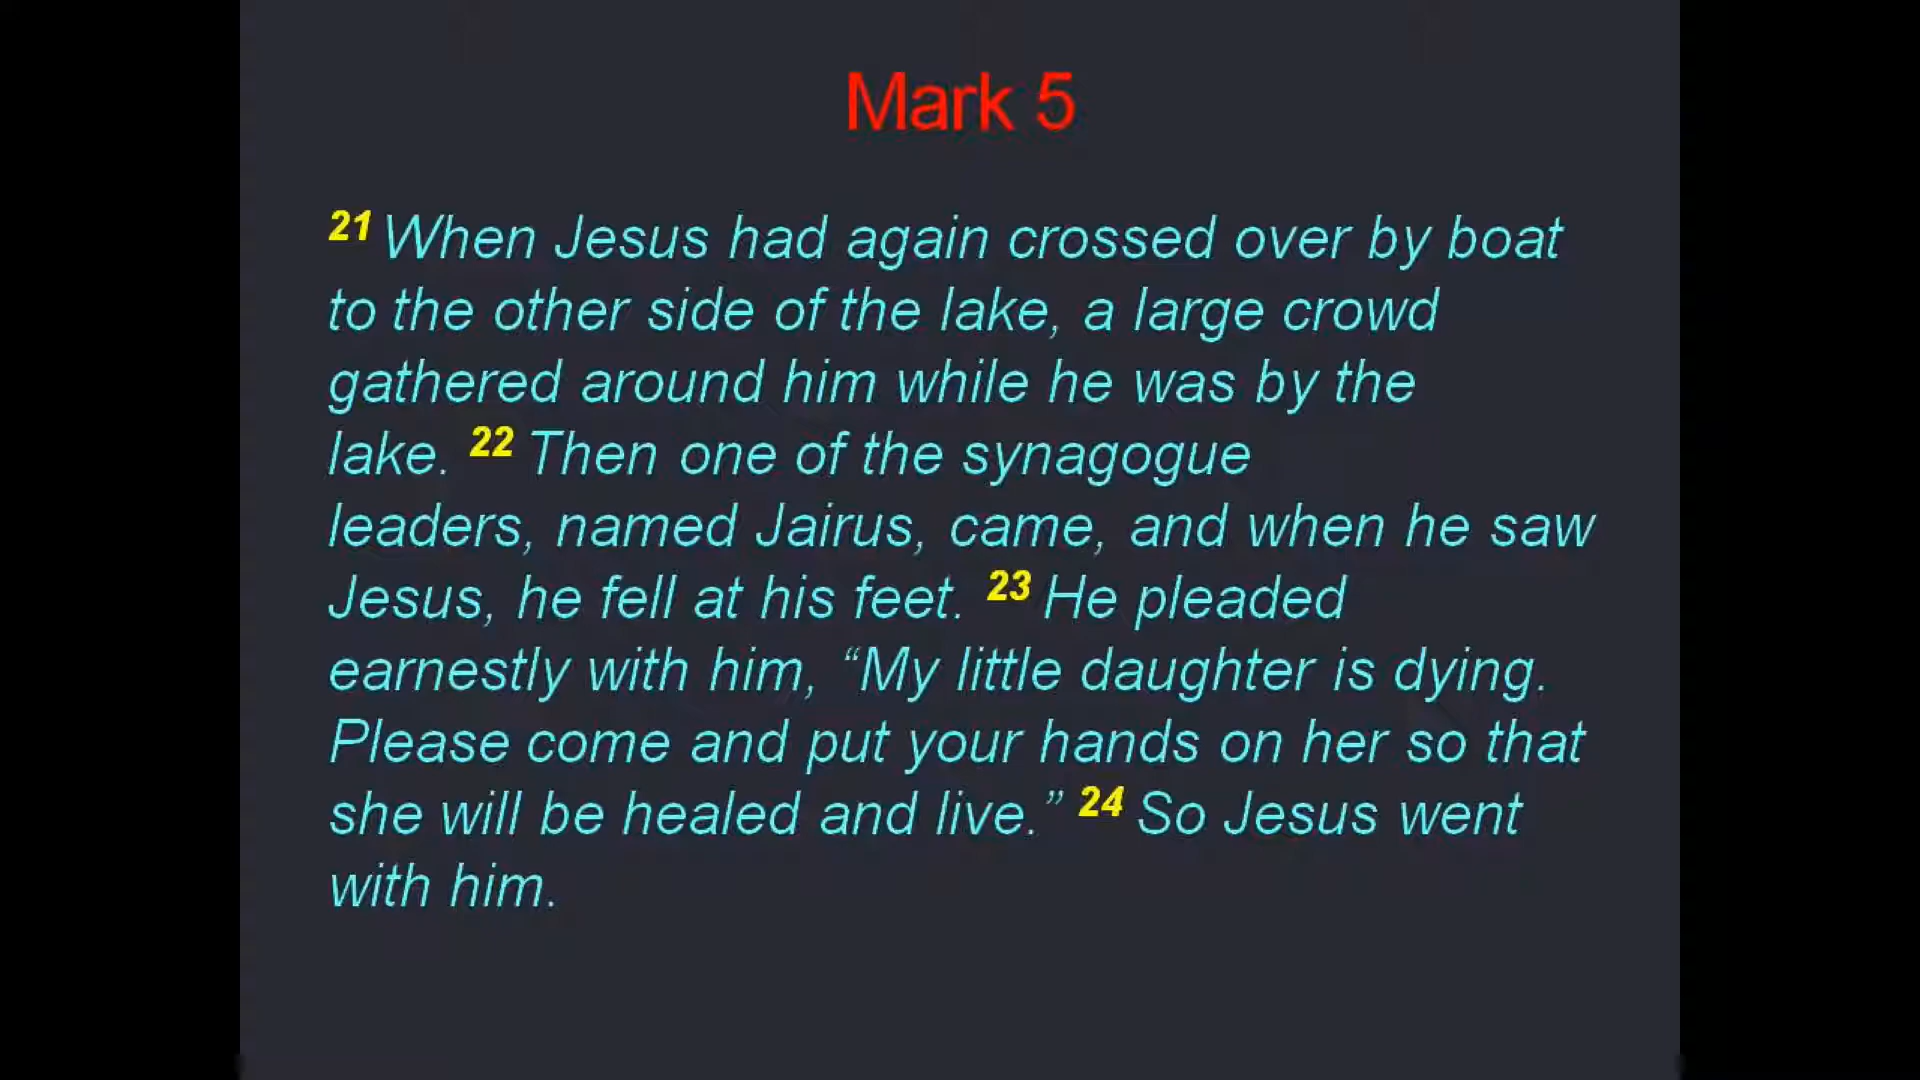 Mark 5
21 When Jesus had again crossed over by boat
to the other side of the lake, a large crowd
gathered around him while he was by the
lake. 22 Then one of the synagogue
leaders, named Jairus, came, and when he saw
Jesus, he fell at his feet. 23 He pleaded
earnestly with him, “My little daughter is dying.
Please come and put your hands on her so that
she will be healed and live.” 24 So Jesus went
with him.